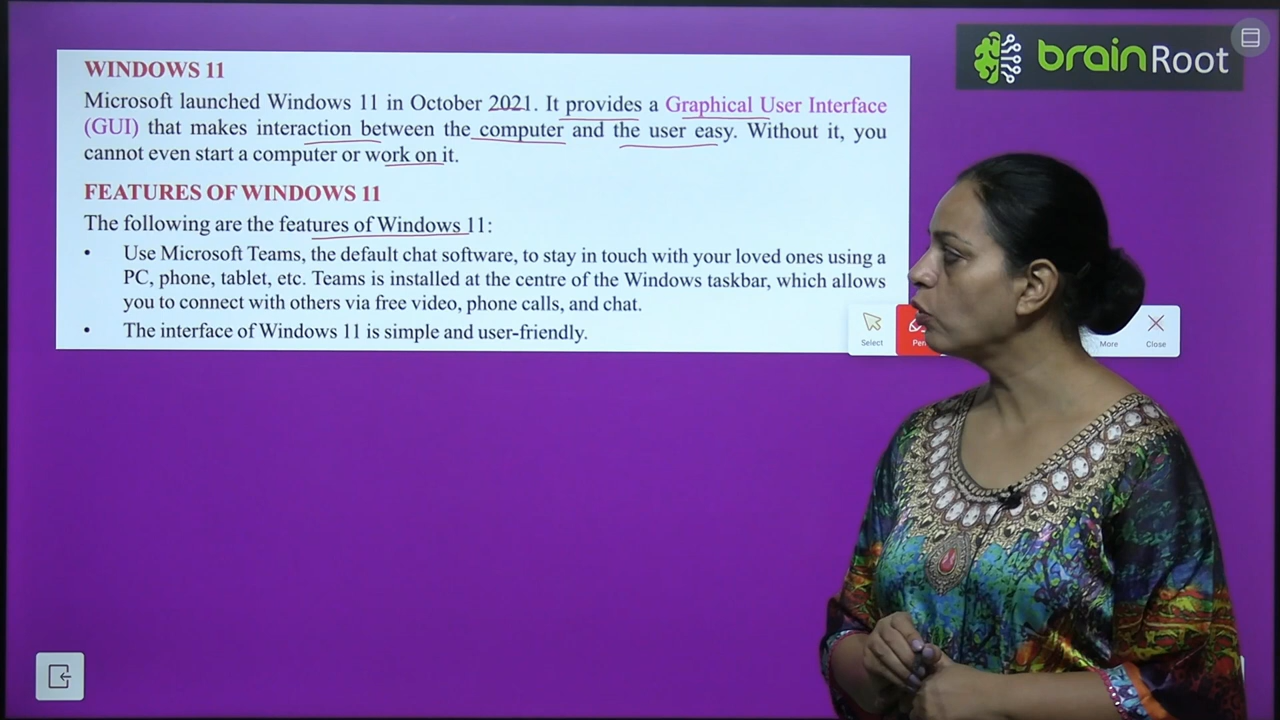 brainRoot
WINDOWS 11
Microsoft launched Windows 11 in October 2021. It provides a Graphical User Interface
(GUI) that makes interaction between the computer and the user easy. Without it, you
cannot even start a computer or work on it.
FEATURES OF WINDOWS 11
The following are the features of Windows 11:
• Use Microsoft Teams, the default chat software, to stay in touch with your loved ones using a
PC, phone, tablet, etc. Teams is installed at the centre of the Windows taskbar, which allows
you to connect with others via free video, phone calls, and chat.
• The interface of Windows 11 is simple and user-friendly.
Select
More
Close